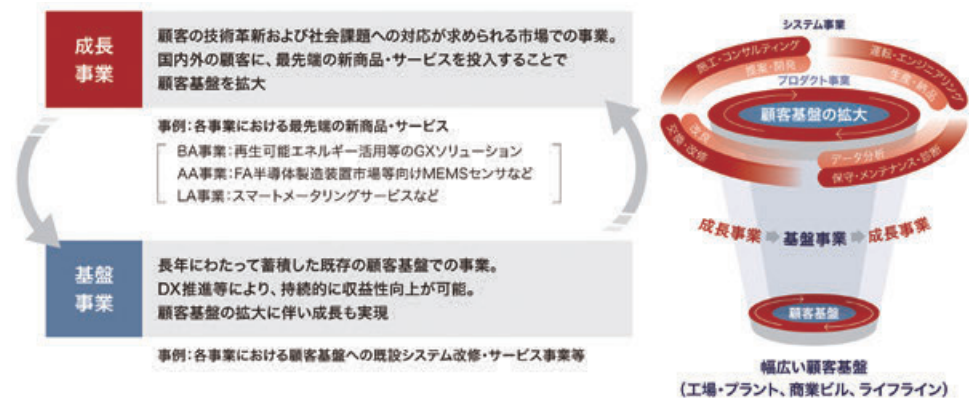 成長
事業
顧客の技術革新および社会課題への対応が求められる市場での事業。
国内外の顧客に、最先端の新商品・サービスを投入することで
顧客基盤を拡大
事例：各事業における最先端の新商品・サービス
BA事業：再生可能エネルギー活用等のGXソリューション
AA事業：FA半導体製造装置市場等向けMEMSセンサなど
LA事業：スマートメータリングサービスなど
基盤
事業
長年にわたって蓄積した既存の顧客基盤での事業。
DX推進等により、持続的に収益性向上が可能。
顧客基盤の拡大に伴い成長も実現
事例：各事業における顧客基盤への既設システム改修・サービス事業等
システム事業
施工・コンサルティング
運転・エンジニアリング
提案・開発
生産・納品
プロダクト事業
顧客基盤の拡大
改良
交換・改修
データ分析
保守・メンテナンス・診断
成長事業 基盤事業 成長事業
顧客基盤
幅広い顧客基盤
（工場・プラント、商業ビル、ライフライン）